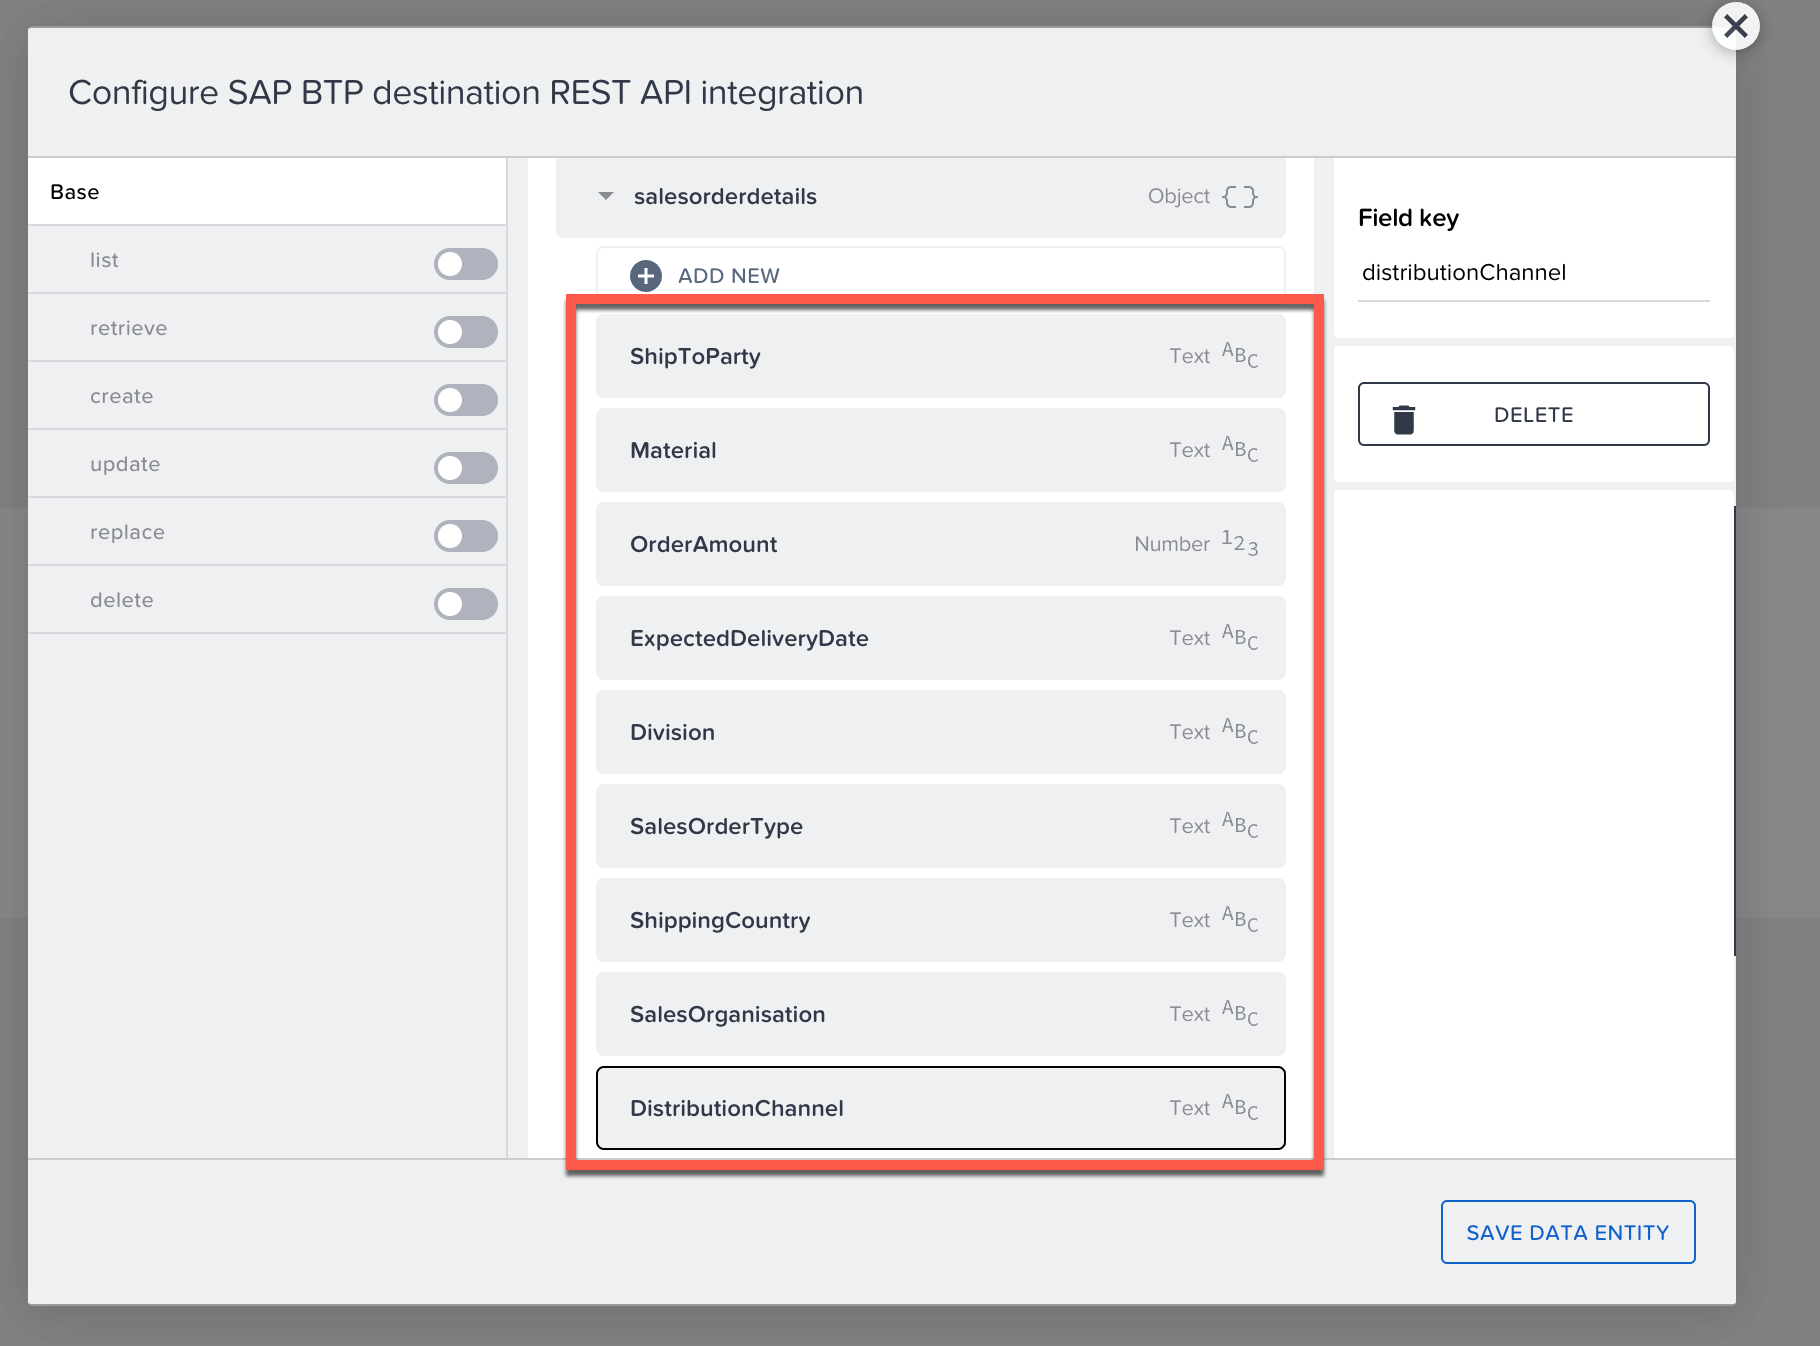 Configure SAP BTP destination REST API integration
Base
list
retrieve
create
update
replace
delete
salesorderdetails Object { }
ADD NEW
ShipToParty Text ABC
Material Text ABC
OrderAmount Number 123
ExpectedDeliveryDate Text ABC
Division Text ABC
SalesOrderType Text ABC
ShippingCountry Text ABC
SalesOrganisation Text ABC
DistributionChannel Text ABC
Field key
distributionChannel
DELETE
SAVE DATA ENTITY